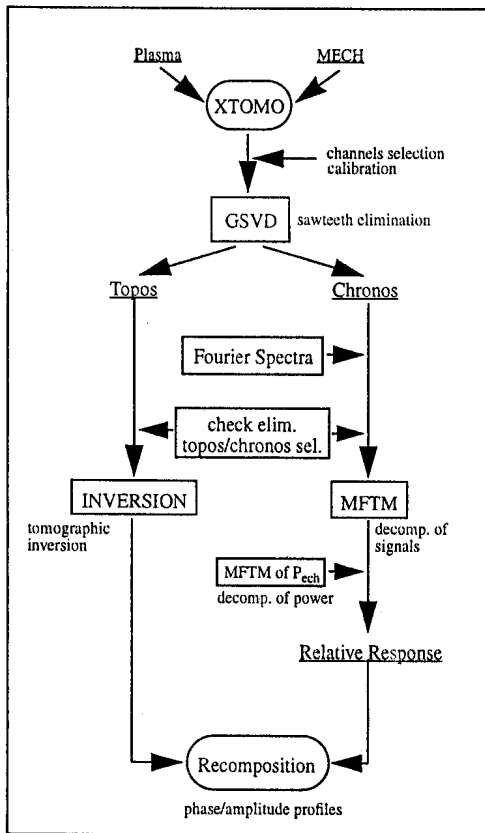 Plasma MECH
XTOMO
channels selection
calibration
GSVD sawteeth elimination
Topos Chronos
Fourier Spectra
check elim.
topos/chronos sel.
INVERSION MFTM
tomographic
inversion
decomp. of
signals
MFTM of Pech
decomp. of power
Relative Response
Recomposition
phase/amplitude profiles